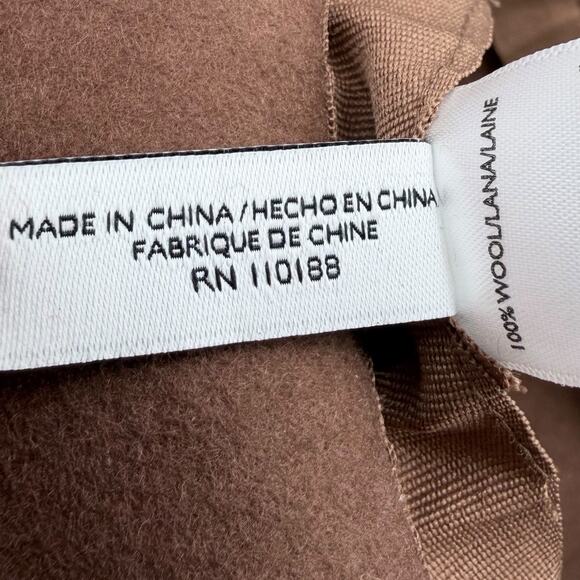 MADE IN CHINA/HECHO EN CHINA
FABRIQUE DE CHINE
RN 110188
100% WOOL/LANA/LAINE